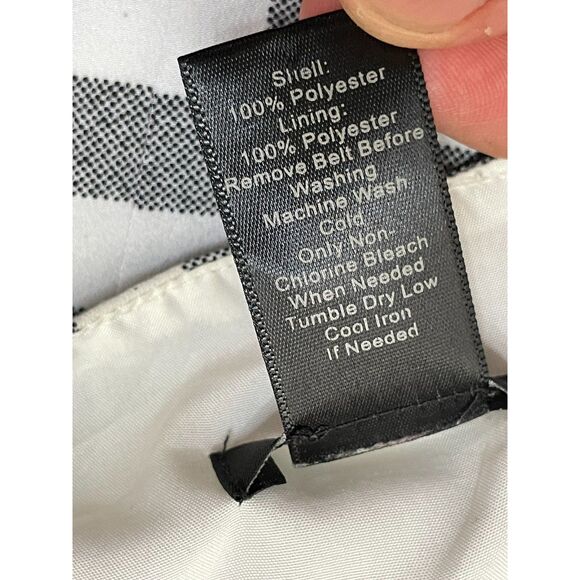 Shell:
100% Polyester
Lining:
100% Polyester
Remove Belt Before
Washing
Machine Wash
Cold
Only Non-
Chlorine Bleach
When Needed
Tumble Dry Low
Cool Iron
If Needed